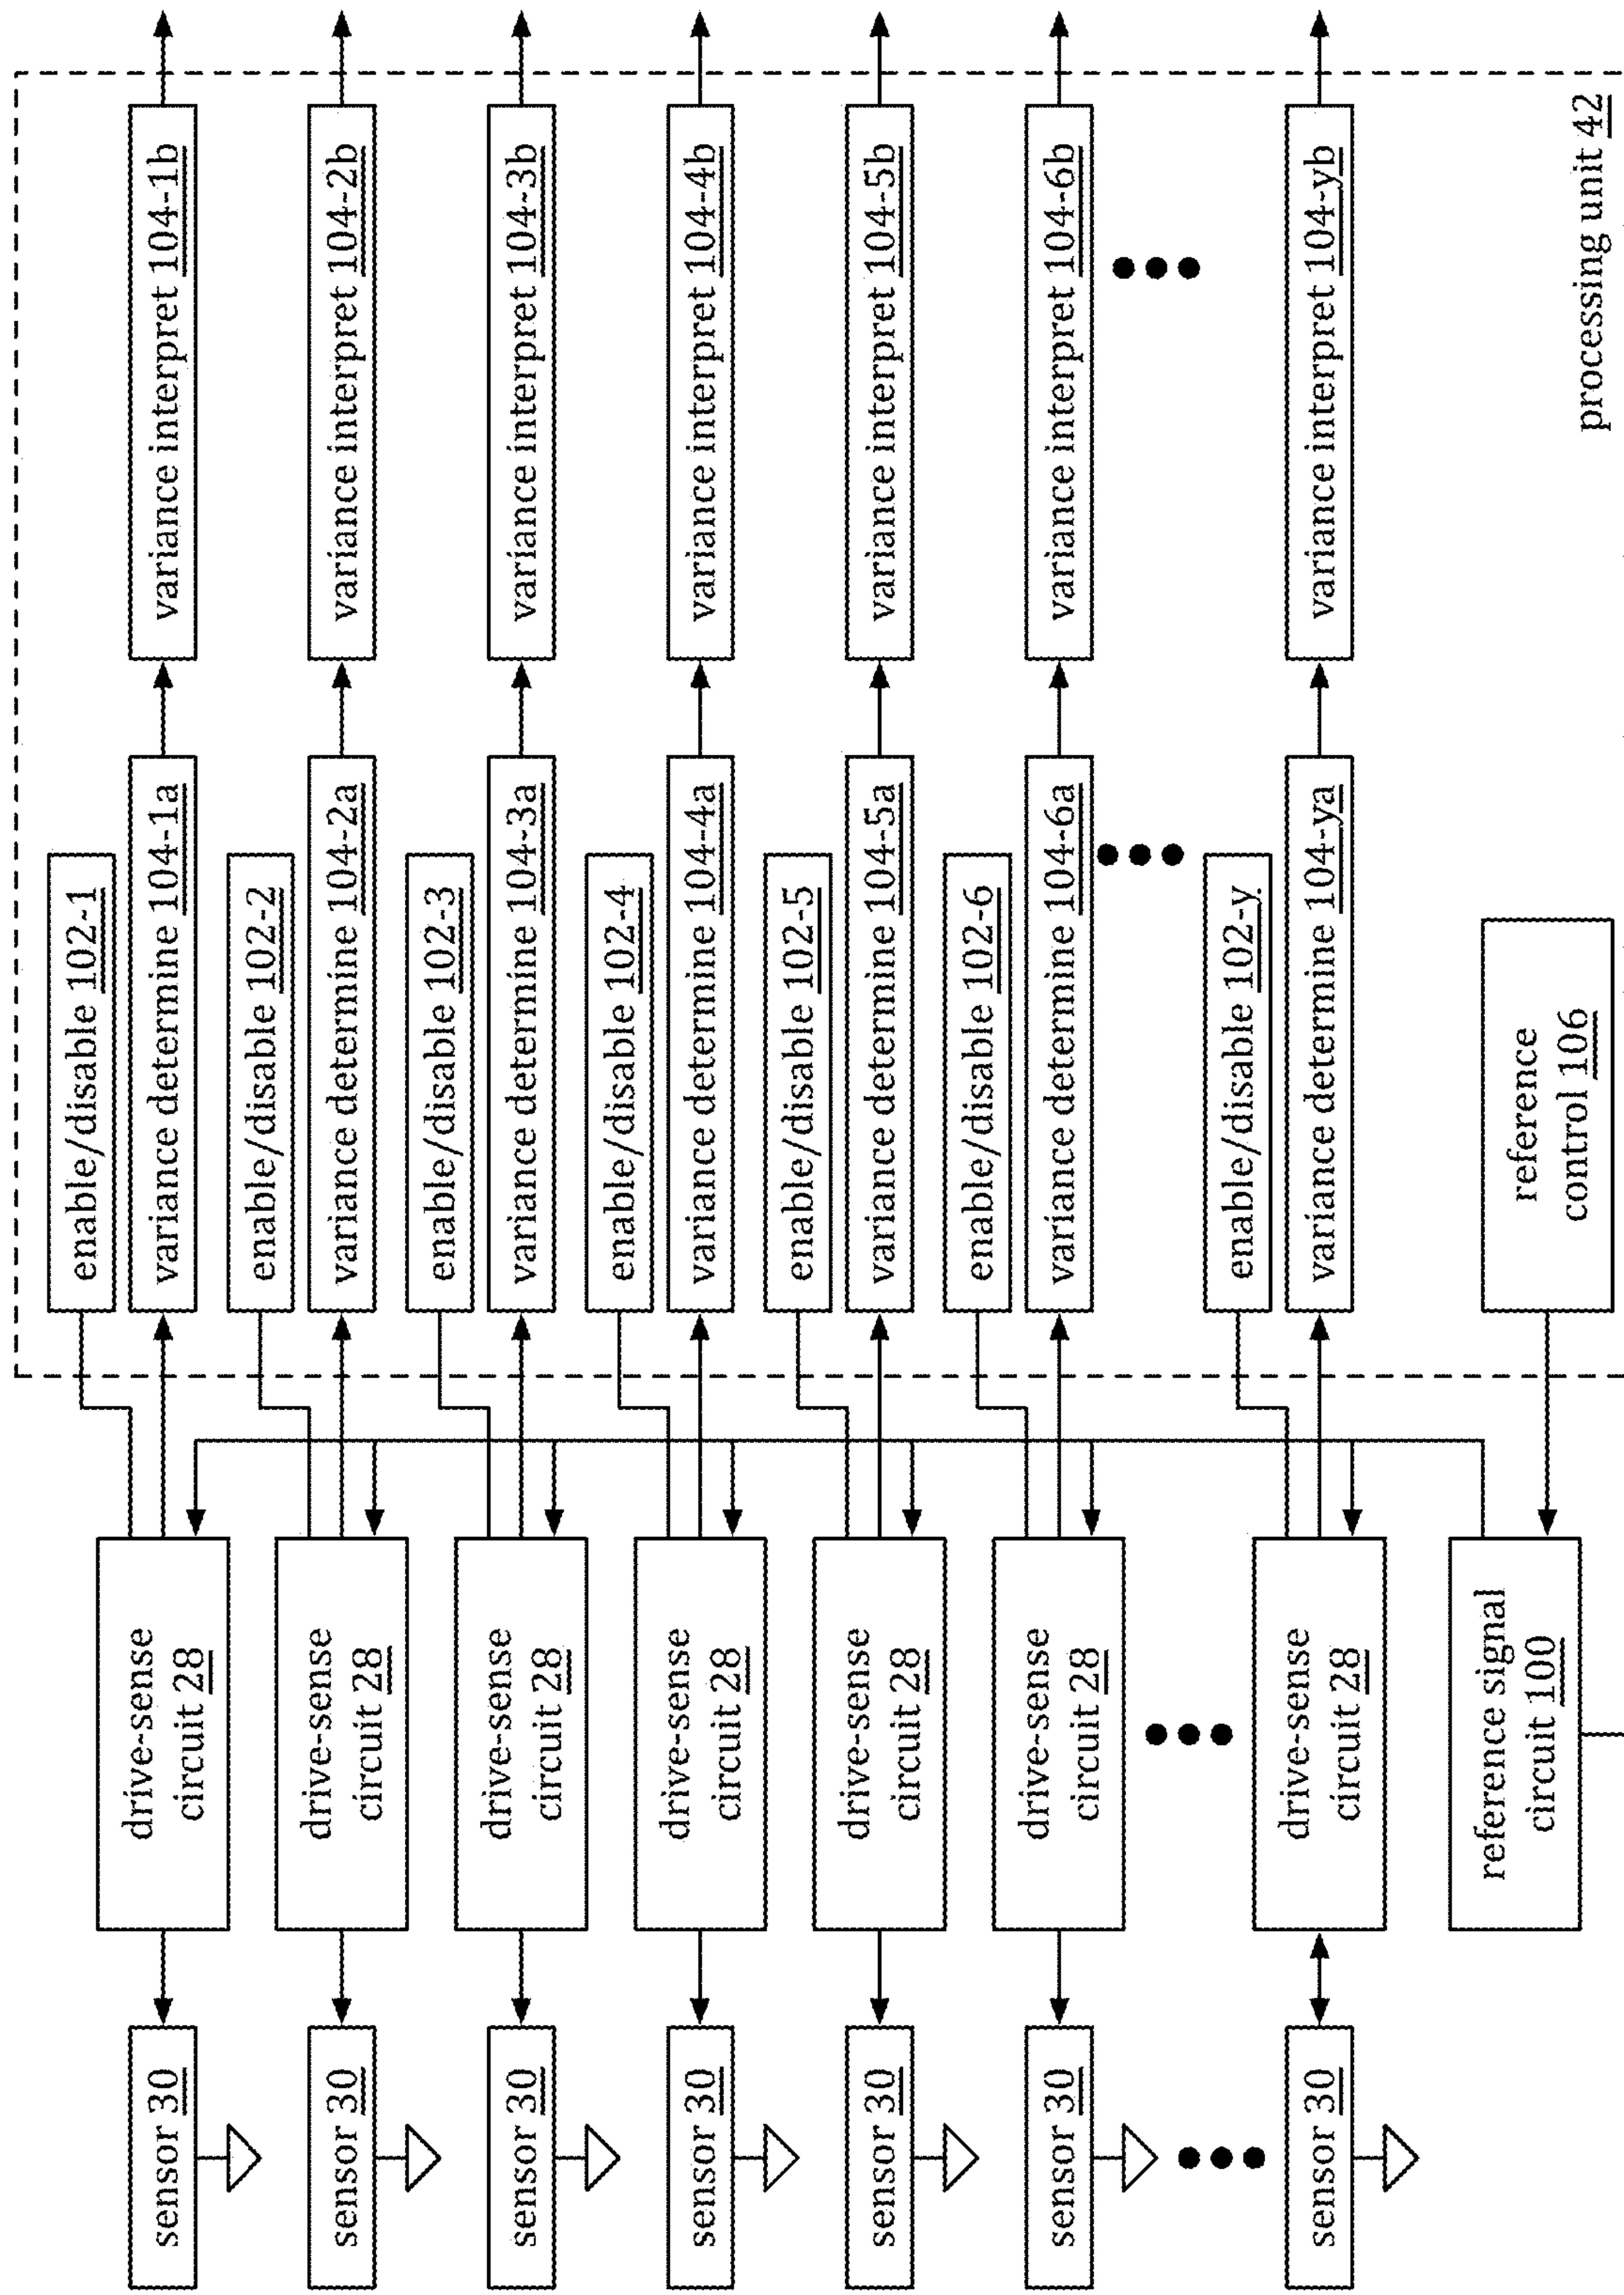 sensor 30
drive-sense
circuit 28
enable/disable 102-1
variance determine 104-1a
variance interpret 104-1b
sensor 30
drive-sense
circuit 28
enable/disable 102-2
variance determine 104-2a
variance interpret 104-2b
sensor 30
drive-sense
circuit 28
enable/disable 102-3
variance determine 104-3a
variance interpret 104-3b
sensor 30
drive-sense
circuit 28
enable/disable 102-4
variance determine 104-4a
variance interpret 104-4b
sensor 30
drive-sense
circuit 28
enable/disable 102-5
variance determine 104-5a
variance interpret 104-5b
sensor 30
drive-sense
circuit 28
enable/disable 102-6
variance determine 104-6a
variance interpret 104-6b
sensor 30
drive-sense
circuit 28
enable/disable 102-y
variance determine 104-ya
variance interpret 104-yb
reference signal
circuit 100
reference
control 106
processing unit 42